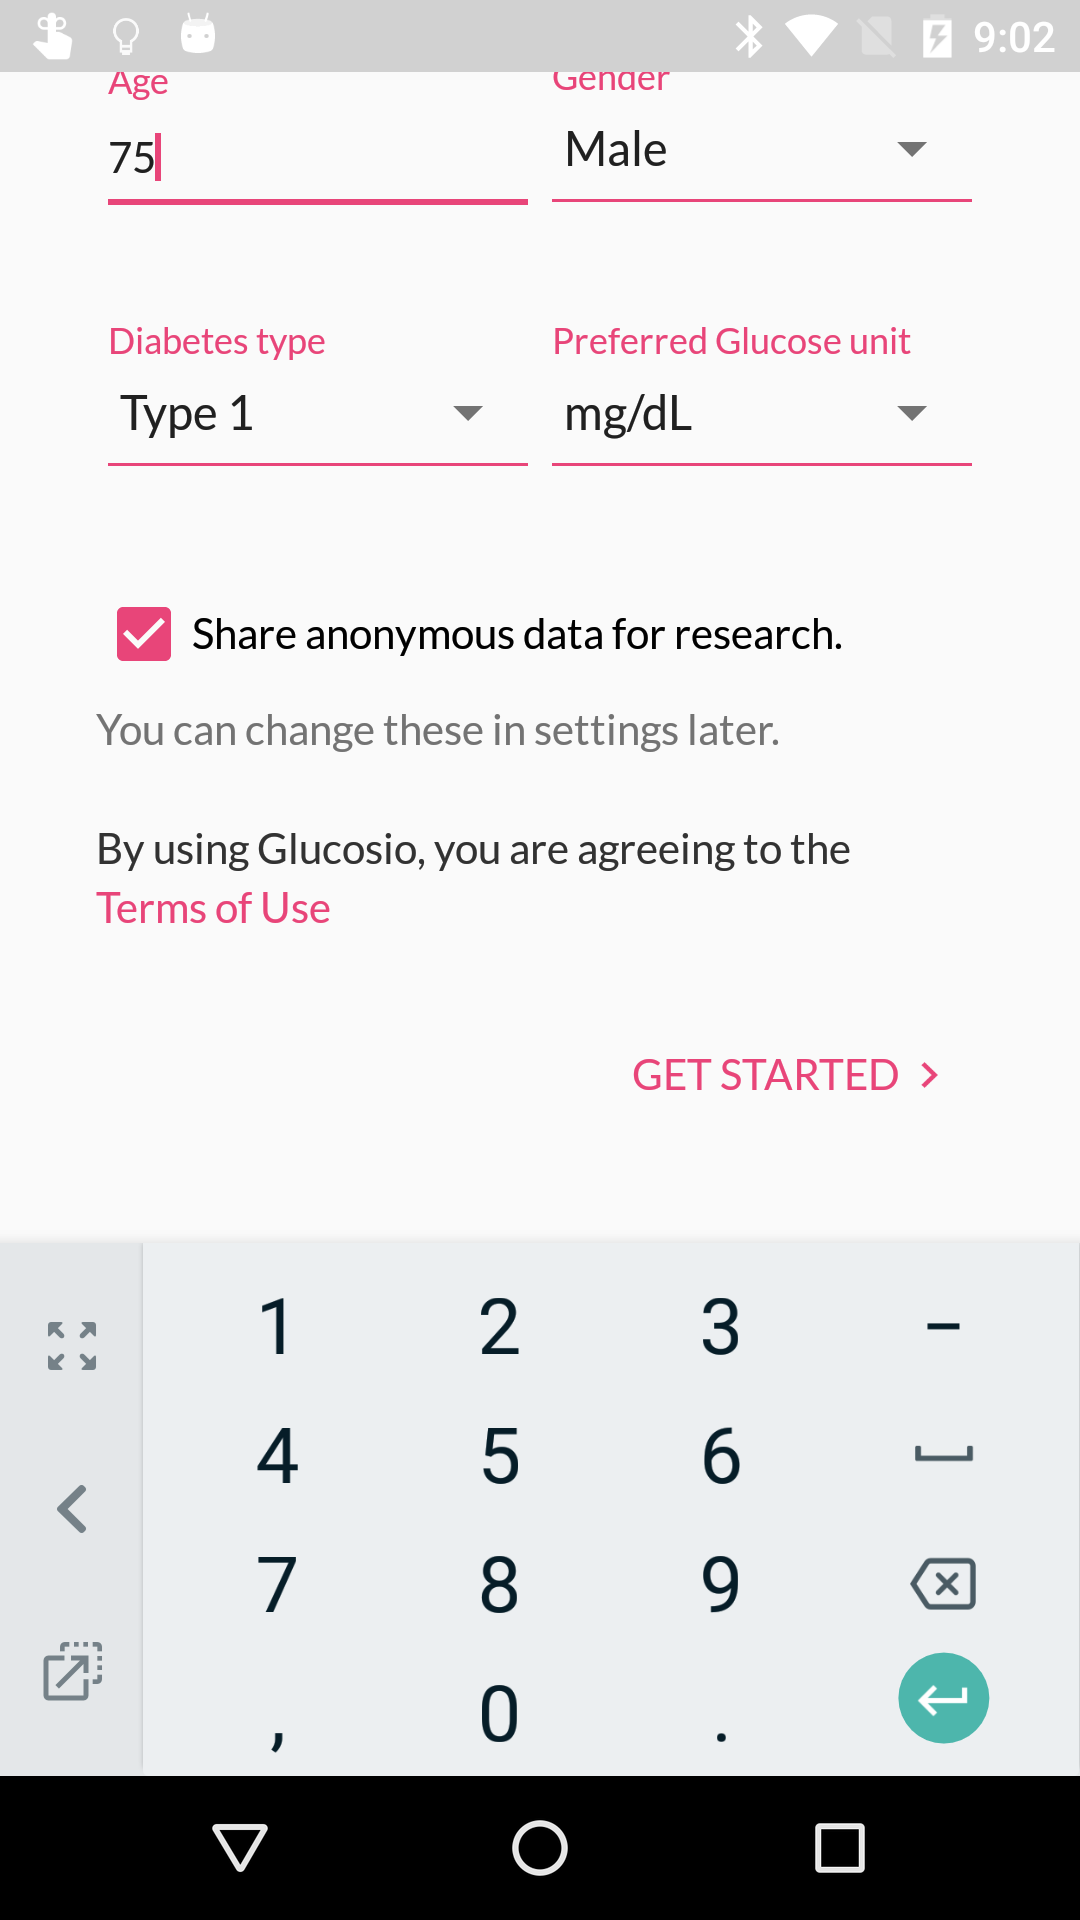 9:02
Age
Gender
75
Male
Diabetes type
Preferred Glucose unit
Type 1
mg/dL
Share anonymous data for research.
You can change these in settings later.
By using Glucosio, you are agreeing to the
Terms of Use
GET STARTED
1 2 3 –
4 5 6
7 8 9
, 0 .